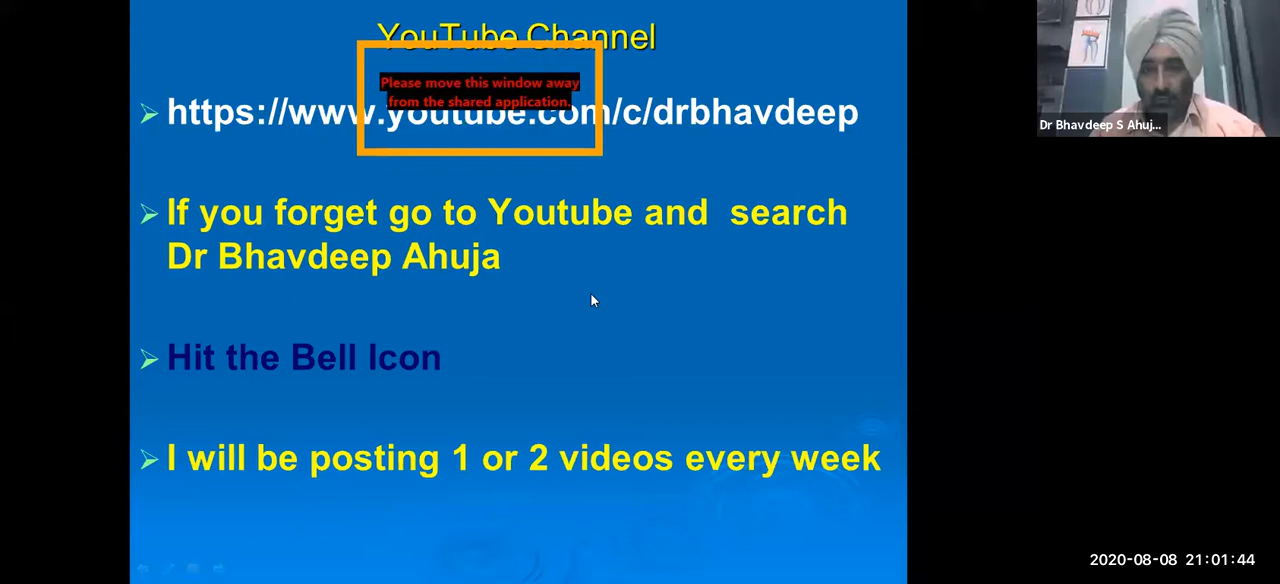 YouTube Channel
Please move this window away
from the shared application.
https://www.youtube.com/c/drbhavdeep
If you forget go to Youtube and search
Dr Bhavdeep Ahuja
Hit the Bell Icon
I will be posting 1 or 2 videos every week
Dr Bhavdeep S Ahuj...
2020-08-08 21:01:44